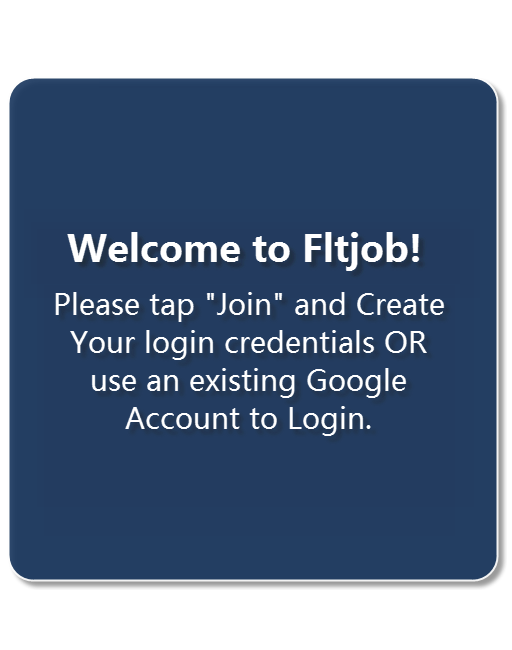 Welcome to Fltjob!
Please tap "Join" and Create
Your login credentials OR
use an existing Google
Account to Login.